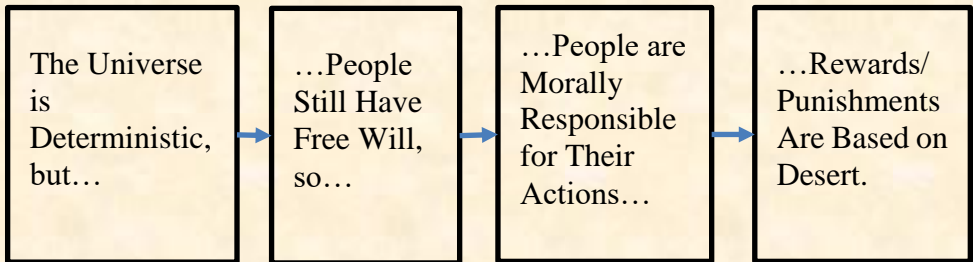 The Universe
is
Deterministic,
but…
…People
Still Have
Free Will,
so…
…People are
Morally
Responsible
for Their
Actions…
…Rewards/
Punishments
Are Based on
Desert.